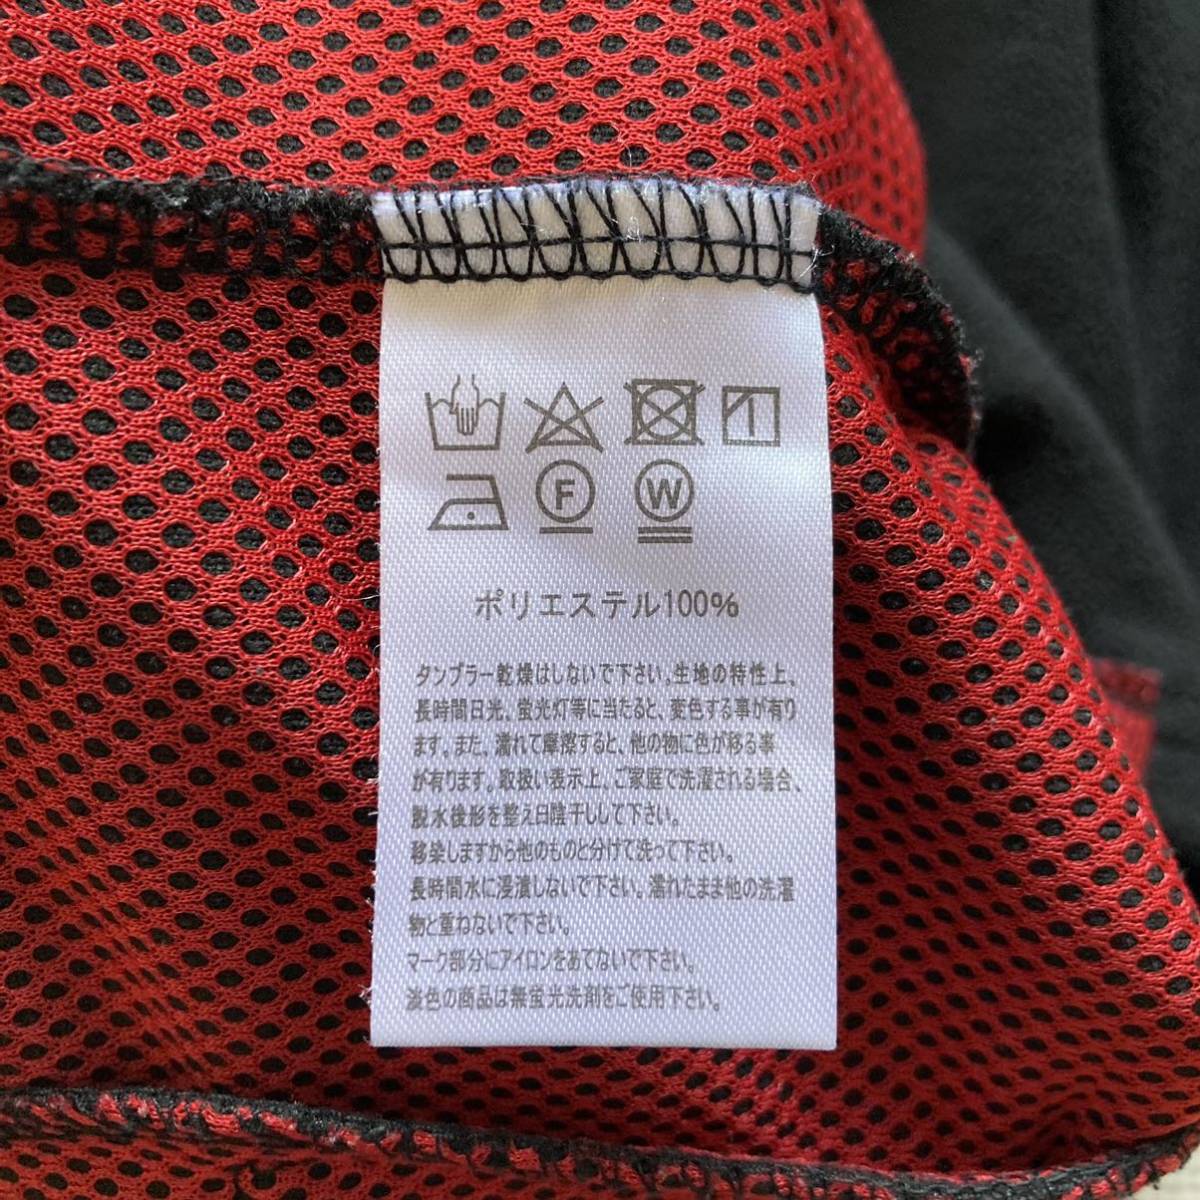 F W
ポリエステル100%
タンブラー乾燥はしないで下さい。生地の特性上、
長時間日光、蛍光灯等に当たると、変色する事が有り
ます。また、濡れて摩擦すると、他の物に色が移る事
が有ります。取扱い表示上、ご家庭で洗濯される場合、
脱水後形を整え日陰干しして下さい。
移染しますから他のものと分けて洗って下さい。
長時間水に浸漬しないで下さい。濡れたまま他の洗濯
物と重ねないで下さい。
マーク部分にアイロンをあてないで下さい。
淡色の商品は無蛍光洗剤をご使用下さい。